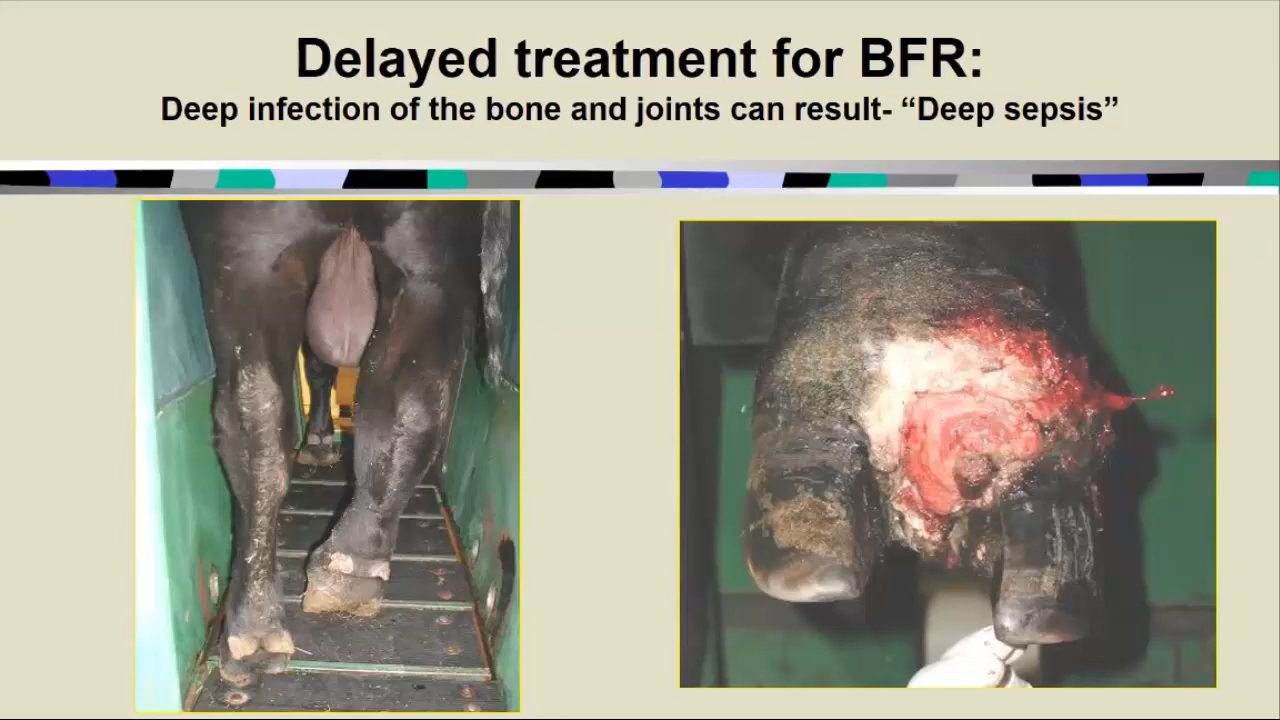 Delayed treatment for BFR:
Deep infection of the bone and joints can result- “Deep sepsis”